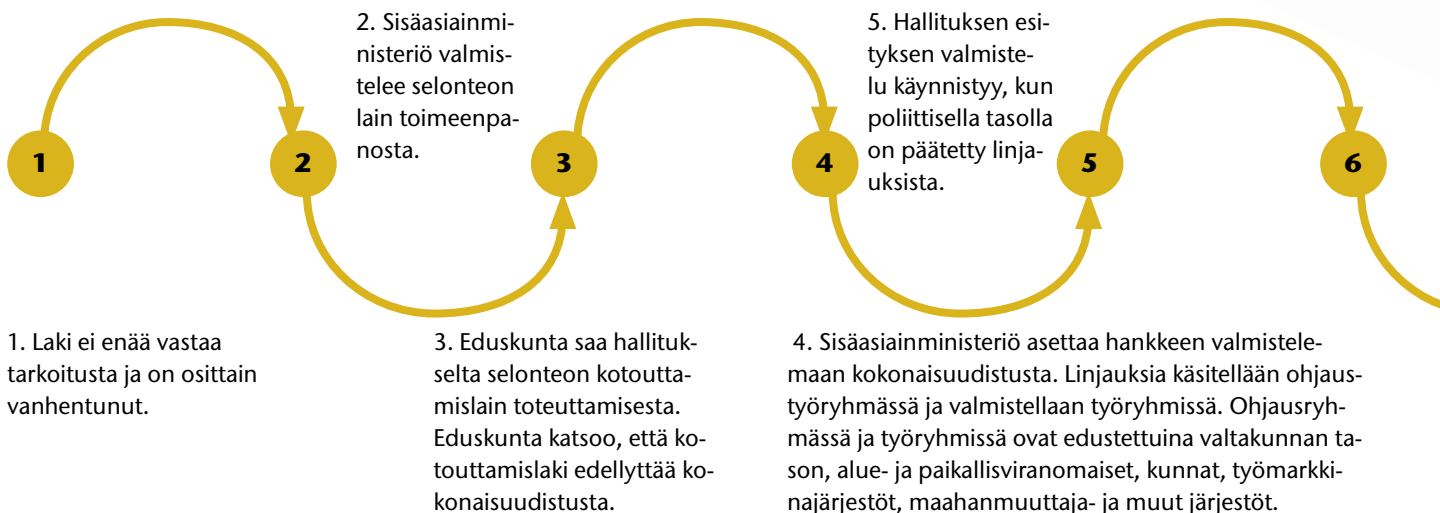 2. Sisäasiainmi-
nisteriö valmis-
telee selonteon
lain toimeenpa-
nosta.
5. Hallituksen esi-
tyksen valmiste-
lu käynnistyy, kun
poliittisella tasolla
on päätetty linja-
uksista.
1
2
3
4
5
6
1. Laki ei enää vastaa
tarkoitusta ja on osittain
vanhentunut.
3. Eduskunta saa halltituk-
selta selonteon kotoutta-
mislain toteuttamisesta.
Eduskunta katsoo, että ko-
touttamislaki edellyttää ko-
konaisuudistusta.
4. Sisäasiainministeriö asettaa hankkeen valmistele-
maan kokonaisuudistusta. Linjauksia käsitellään ohjaus-
työryhmässä ja valmistellaan työryhmissä. Ohjausryh-
mässä ja työryhmissä ovat edustettuina valtakunnan ta-
son, alue- ja paikallisviranomaiset, kunnat, työmarkki-
najärjestöt, maahanmuuttaja- ja muut järjestöt.